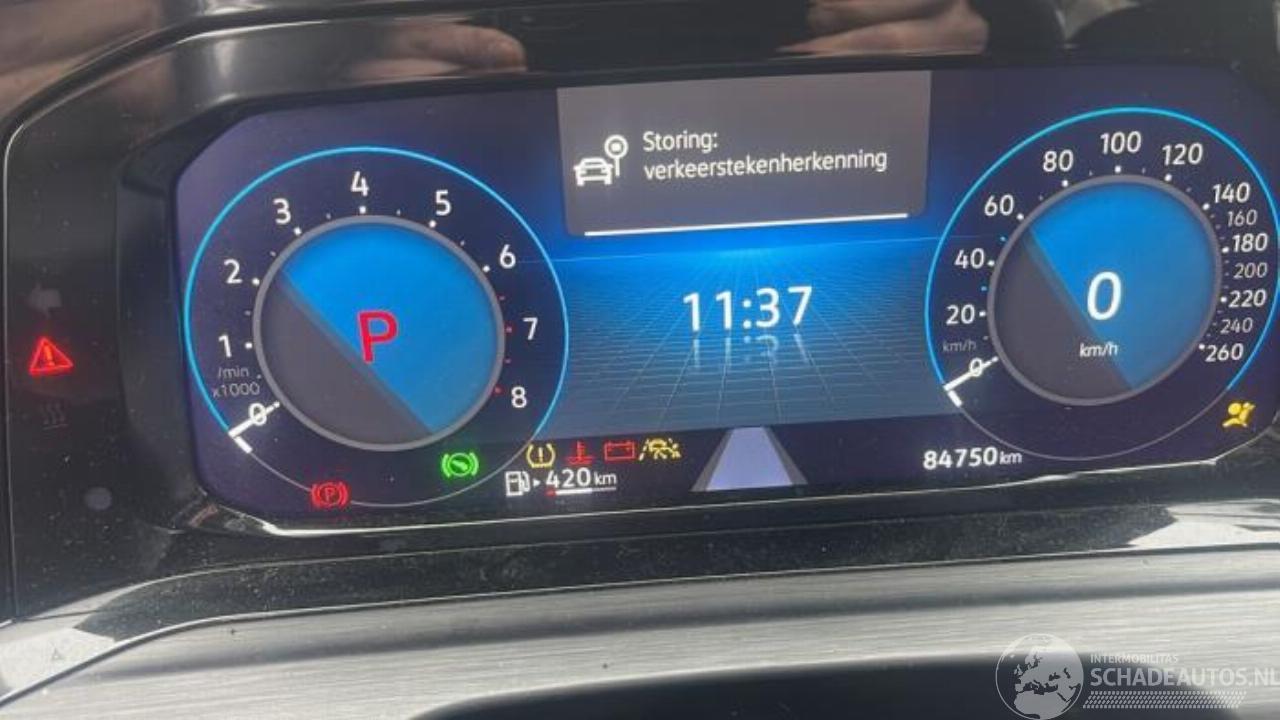 Storing:
verkeerstekenherkenning
0
1
2
3
4
5
6
7
8
/min
x1000
P
11:37
0
20
40
60
80
100
120
140
160
180
200
220
240
260
km/h
0
km/h
(P)
420 km
84750 km
INTERMOBILITAS
SCHADEAUTOS.NL